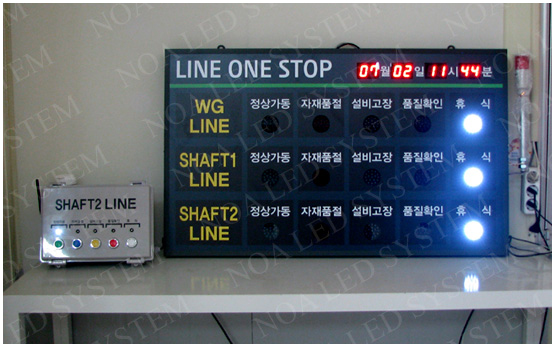 LINE ONE STOP 07월 02일 11시 44분
WG LINE 정상가동 자재품절 설비고장 품질확인 휴 식
SHAFT1 LINE 정상가동 자재품절 설비고장 품질확인 휴 식
SHAFT2 LINE 정상가동 자재품절 설비고장 품질확인 휴 식
SHAFT2 LINE
NOA LED SYSTEM